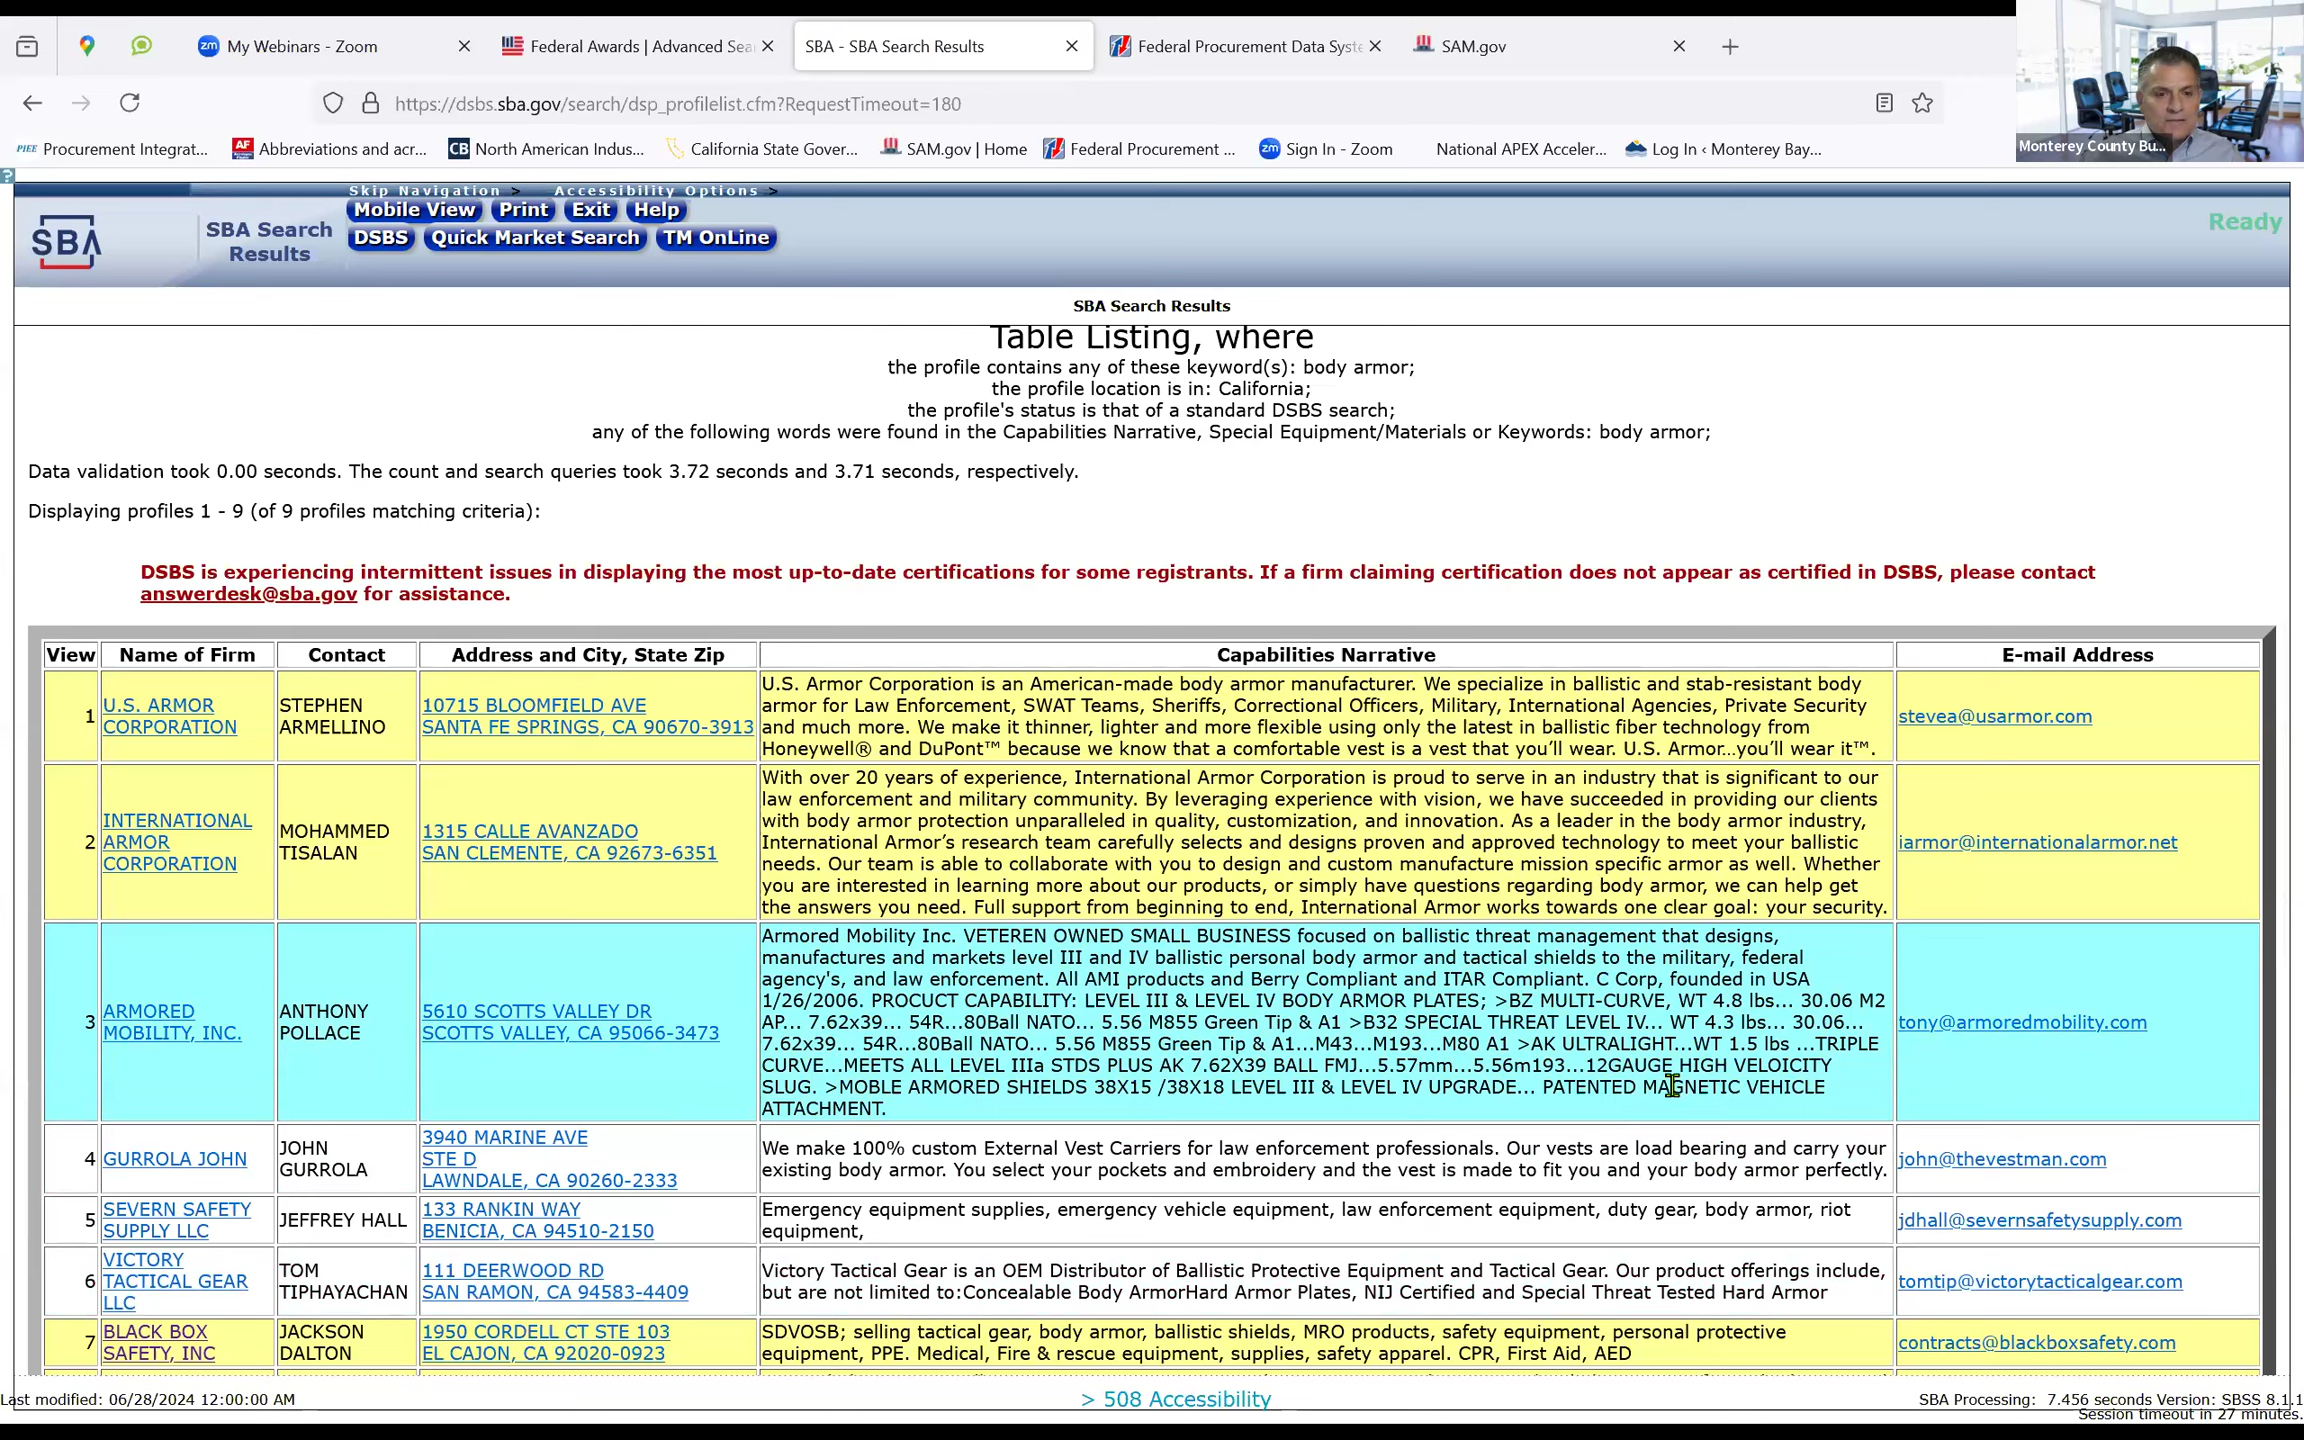 My Webinars - Zoom
Federal Awards | Advanced Sea
SBA - SBA Search Results
Federal Procurement Data Syst
SAM.gov
https://dsbs.sba.gov/search/dsp_profilelist.cfm?RequestTimeout=180
PIEE Procurement Integrat...
AF Abbreviations and acr...
CB North American Indus...
California State Gover...
SAM.gov | Home
Federal Procurement ...
zm Sign In - Zoom
National APEX Acceler...
Log In ‹ Monterey Bay...
Monterey County Bu...
?
Skip Navigation > Accessibility Options >
SBA
SBA Search
Results
Mobile View Print Exit Help
DSBS Quick Market Search TM OnLine
Ready
SBA Search Results
Table Listing, where
the profile contains any of these keyword(s): body armor;
the profile location is in: California;
the profile's status is that of a standard DSBS search;
any of the following words were found in the Capabilities Narrative, Special Equipment/Materials or Keywords: body armor;
Data validation took 0.00 seconds. The count and search queries took 3.72 seconds and 3.71 seconds, respectively.
Displaying profiles 1 - 9 (of 9 profiles matching criteria):
DSBS is experiencing intermittent issues in displaying the most up-to-date certifications for some registrants. If a firm claiming certification does not appear as certified in DSBS, please contact
answerdesk@sba.gov for assistance.
View Name of Firm Contact Address and City, State Zip Capabilities Narrative E-mail Address
1
U.S. ARMOR
CORPORATION
STEPHEN
ARMELLINO
10715 BLOOMFIELD AVE
SANTA FE SPRINGS, CA 90670-3913
U.S. Armor Corporation is an American-made body armor manufacturer. We specialize in ballistic and stab-resistant body
armor for Law Enforcement, SWAT Teams, Sheriffs, Correctional Officers, Military, International Agencies, Private Security
and much more. We make it thinner, lighter and more flexible using only the latest in ballistic fiber technology from
Honeywell® and DuPont™ because we know that a comfortable vest is a vest that you’ll wear. U.S. Armor…you’ll wear it™.
stevea@usarmor.com
2
INTERNATIONAL
ARMOR
CORPORATION
MOHAMMED
TISALAN
1315 CALLE AVANZADO
SAN CLEMENTE, CA 92673-6351
With over 20 years of experience, International Armor Corporation is proud to serve in an industry that is significant to our
law enforcement and military community. By leveraging experience with vision, we have succeeded in providing our clients
with body armor protection unparalleled in quality, customization, and innovation. As a leader in the body armor industry,
International Armor’s research team carefully selects and designs proven and approved technology to meet your ballistic
needs. Our team is able to collaborate with you to design and custom manufacture mission specific armor as well. Whether
you are interested in learning more about our products, or simply have questions regarding body armor, we can help get
the answers you need. Full support from beginning to end, International Armor works towards one clear goal: your security.
iarmor@internationalarmor.net
3
ARMORED
MOBILITY, INC.
ANTHONY
POLLACE
5610 SCOTTS VALLEY DR
SCOTTS VALLEY, CA 95066-3473
Armored Mobility Inc. VETEREN OWNED SMALL BUSINESS focused on ballistic threat management that designs,
manufactures and markets level III and IV ballistic personal body armor and tactical shields to the military, federal
agency's, and law enforcement. All AMI products and Berry Compliant and ITAR Compliant. C Corp, founded in USA
1/26/2006. PROCUCT CAPABILITY: LEVEL III & LEVEL IV BODY ARMOR PLATES; >BZ MULTI-CURVE, WT 4.8 lbs... 30.06 M2
AP... 7.62x39... 54R...80Ball NATO... 5.56 M855 Green Tip & A1 >B32 SPECIAL THREAT LEVEL IV... WT 4.3 lbs... 30.06...
7.62x39... 54R...80Ball NATO... 5.56 M855 Green Tip & A1...M43...M193...M80 A1 >AK ULTRALIGHT...WT 1.5 lbs ...TRIPLE
CURVE...MEETS ALL LEVEL IIIa STDS PLUS AK 7.62X39 BALL FMJ...5.57mm...5.56m193...12GAUGE HIGH VELOICITY
SLUG. >MOBLE ARMORED SHIELDS 38X15 /38X18 LEVEL III & LEVEL IV UPGRADE... PATENTED MAGNETIC VEHICLE
ATTACHMENT.
tony@armoredmobility.com
4
GURROLA JOHN
JOHN
GURROLA
3940 MARINE AVE
STE D
LAWNDALE, CA 90260-2333
We make 100% custom External Vest Carriers for law enforcement professionals. Our vests are load bearing and carry your
existing body armor. You select your pockets and embroidery and the vest is made to fit you and your body armor perfectly.
john@thevestman.com
5
SEVERN SAFETY
SUPPLY LLC
JEFFREY HALL
133 RANKIN WAY
BENICIA, CA 94510-2150
Emergency equipment supplies, emergency vehicle equipment, law enforcement equipment, duty gear, body armor, riot
equipment,
jdhall@severnsafetysupply.com
6
VICTORY
TACTICAL GEAR
LLC
TOM
TIPHAYACHAN
111 DEERWOOD RD
SAN RAMON, CA 94583-4409
Victory Tactical Gear is an OEM Distributor of Ballistic Protective Equipment and Tactical Gear. Our product offerings include,
but are not limited to:Concealable Body ArmorHard Armor Plates, NIJ Certified and Special Threat Tested Hard Armor
tomtip@victorytacticalgear.com
7
BLACK BOX
SAFETY, INC
JACKSON
DALTON
1950 CORDELL CT STE 103
EL CAJON, CA 92020-0923
SDVOSB; selling tactical gear, body armor, ballistic shields, MRO products, safety equipment, personal protective
equipment, PPE. Medical, Fire & rescue equipment, supplies, safety apparel. CPR, First Aid, AED
contracts@blackboxsafety.com
Last modified: 06/28/2024 12:00:00 AM
> 508 Accessibility
SBA Processing: 7.456 seconds Version: SBSS 8.1.1
Session timeout in 27 minutes.